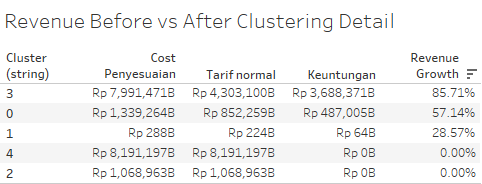 Revenue Before vs After Clustering Detail
Cluster (string) Cost Penyesuaian Tarif normal Keuntungan Revenue Growth
3 Rp 7,991,471B Rp 4,303,100B Rp 3,688,371B 85.71%
0 Rp 1,339,264B Rp 852,259B Rp 487,005B 57.14%
1 Rp 288B Rp 224B Rp 64B 28.57%
4 Rp 8,191,197B Rp 8,191,197B Rp 0B 0.00%
2 Rp 1,068,963B Rp 1,068,963B Rp 0B 0.00%